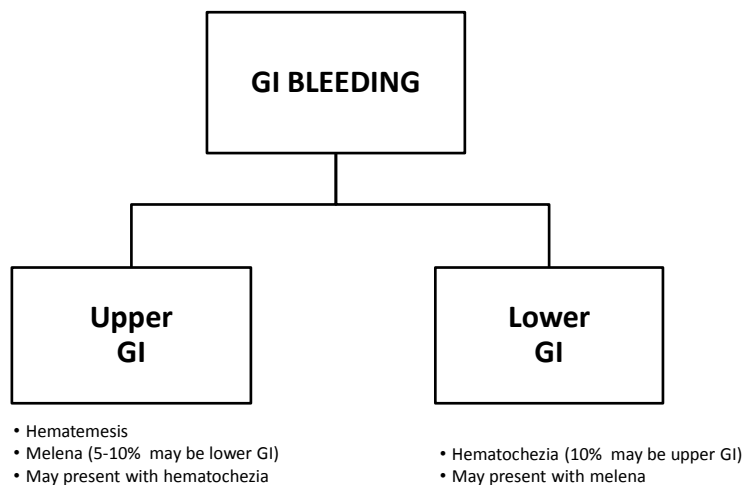 GI BLEEDING
Upper
GI
Lower
GI
• Hematemesis
• Melena (5-10% may be lower GI)
• May present with hematochezia
• Hematochezia (10% may be upper GI)
• May present with melena